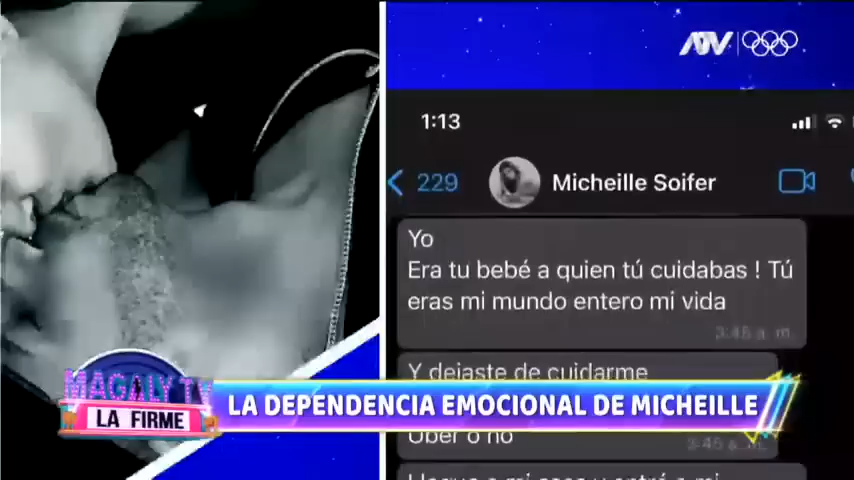 ATV
1:13
229
Micheille Soifer
Yo
Era tu bebé a quien tú cuidabas ! Tú
eras mi mundo entero mi vida
3:45 a. m.
Y dejaste de cuidarme
MAGALY TV
LA FIRME
LA DEPENDENCIA EMOCIONAL DE MICHEILLE
Uber o no
3:45 a. m.